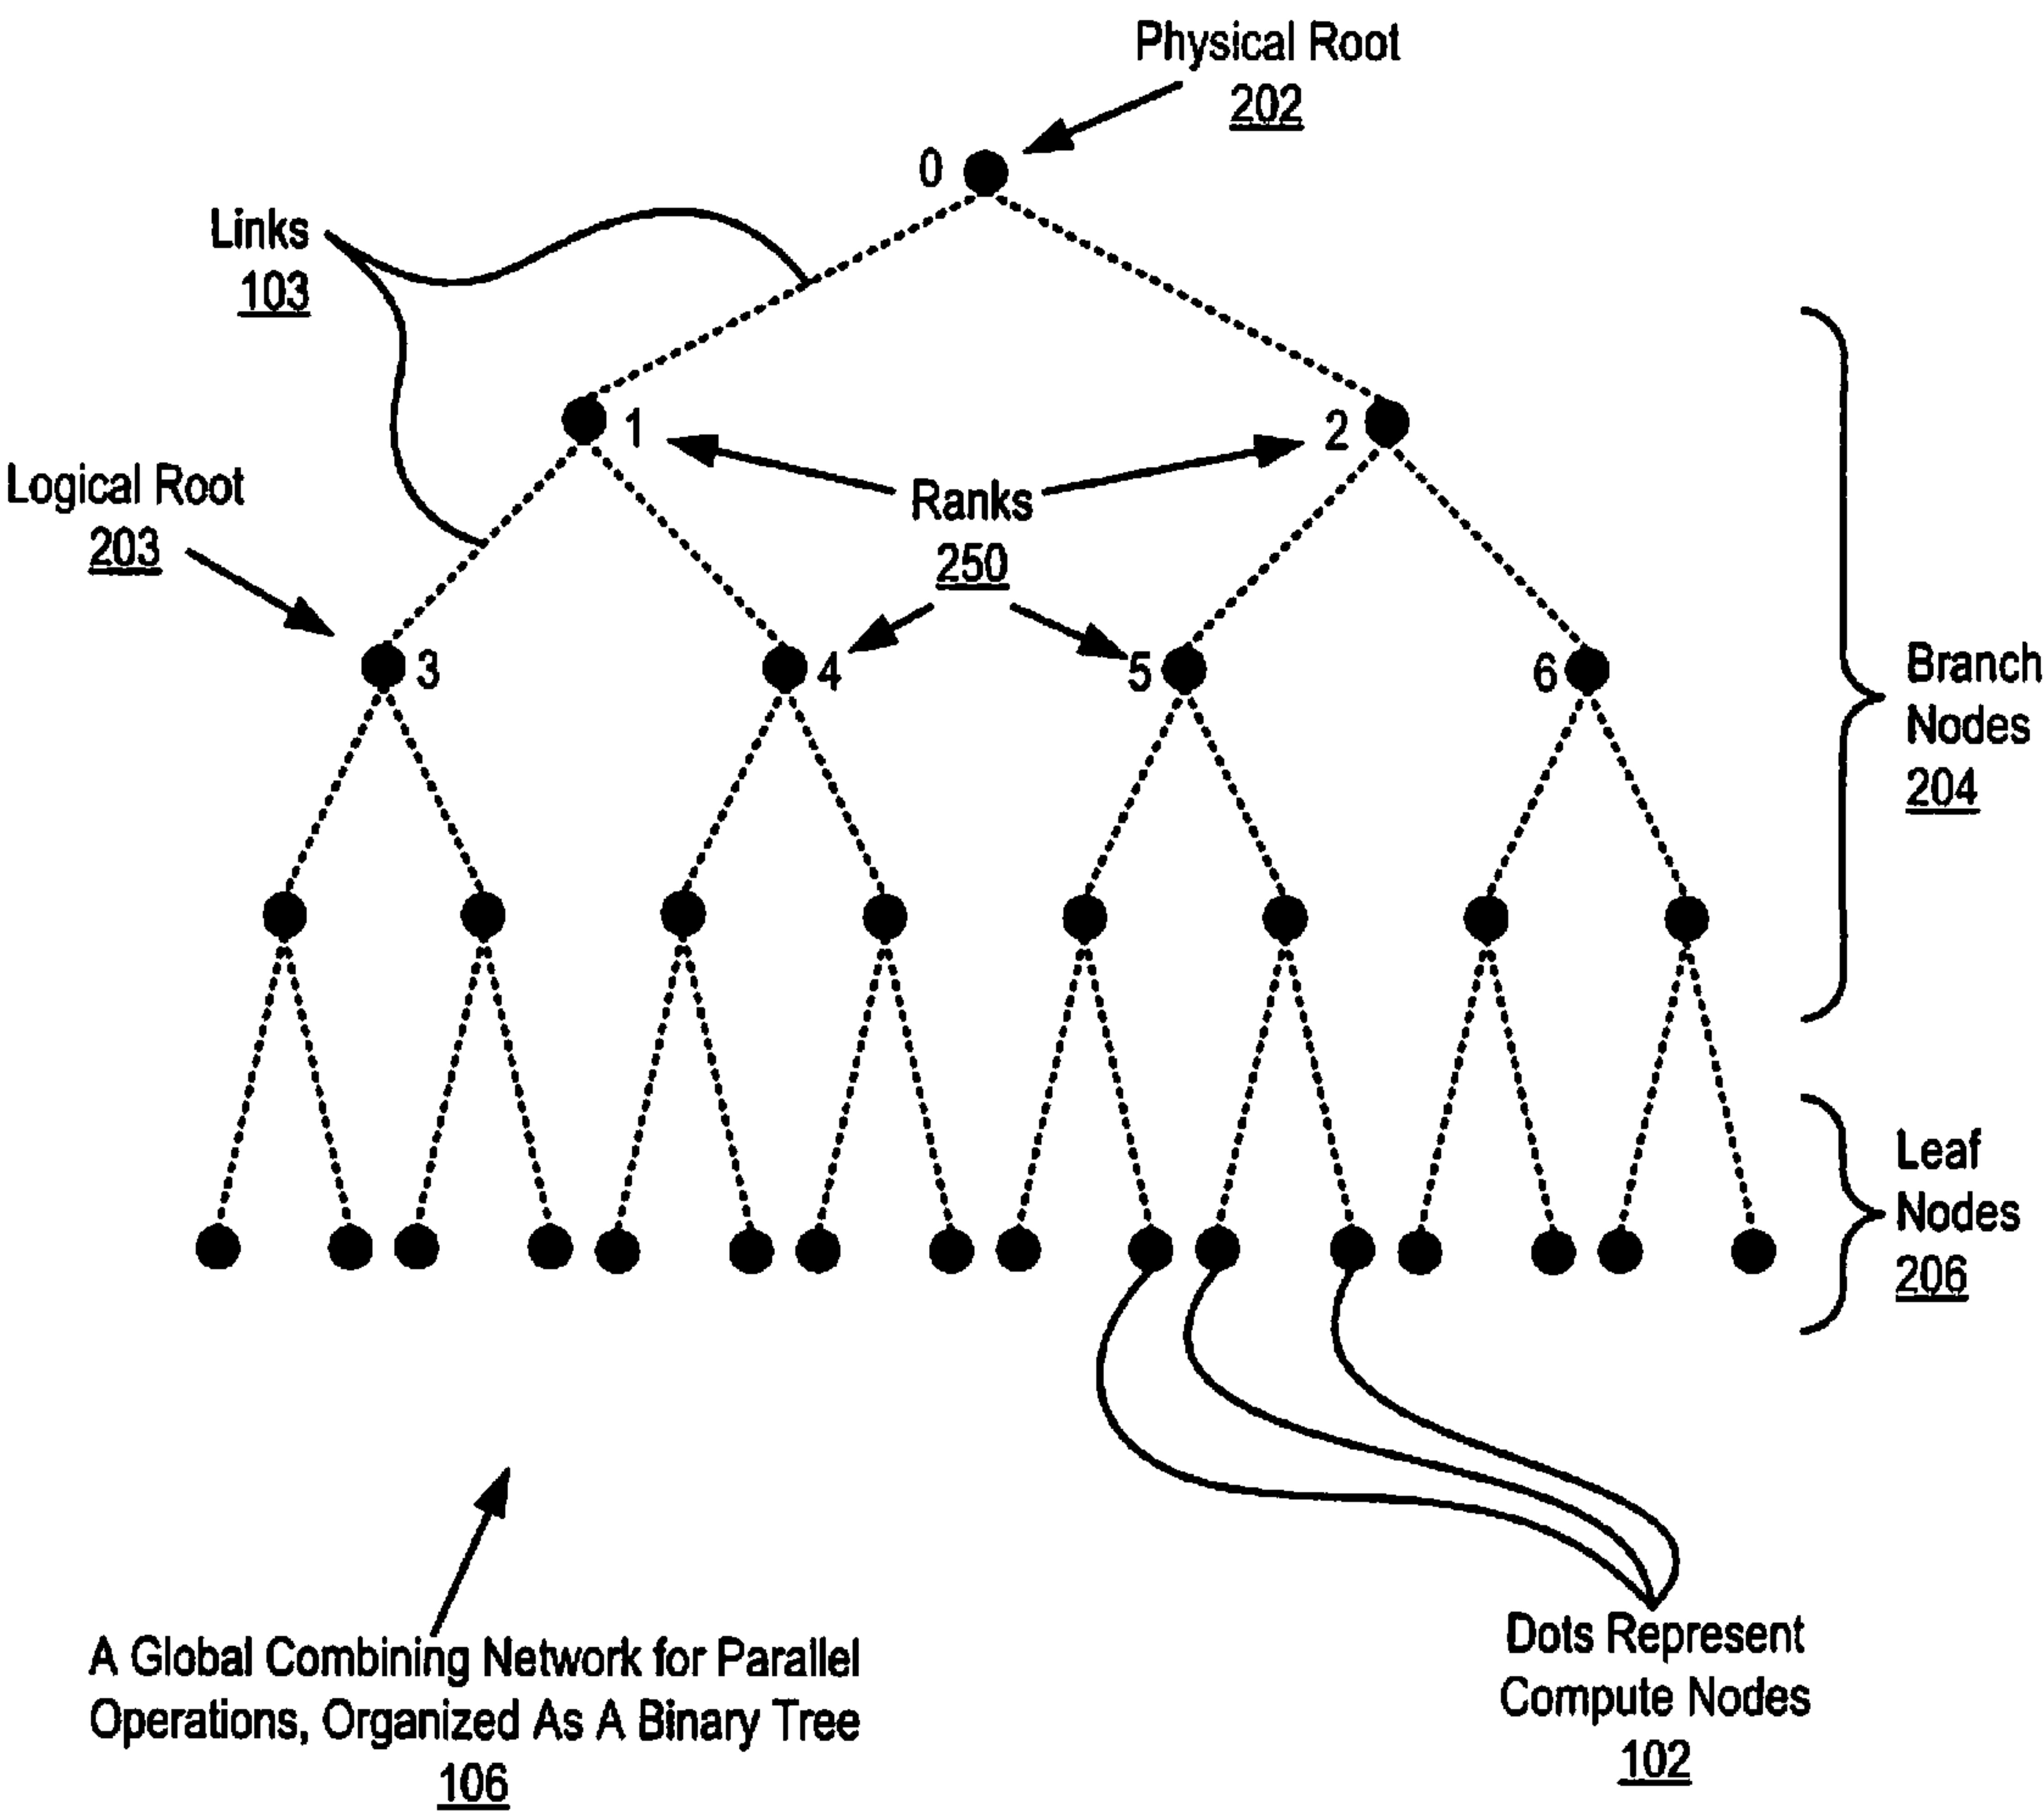 Physical Root
202
0
Links
103
1
2
Logical Root
203
Ranks
250
3
4
5
6
Branch
Nodes
204
Leaf
Nodes
206
A Global Combining Network for Parallel
Operations, Organized As A Binary Tree
106
Dots Represent
Compute Nodes
102